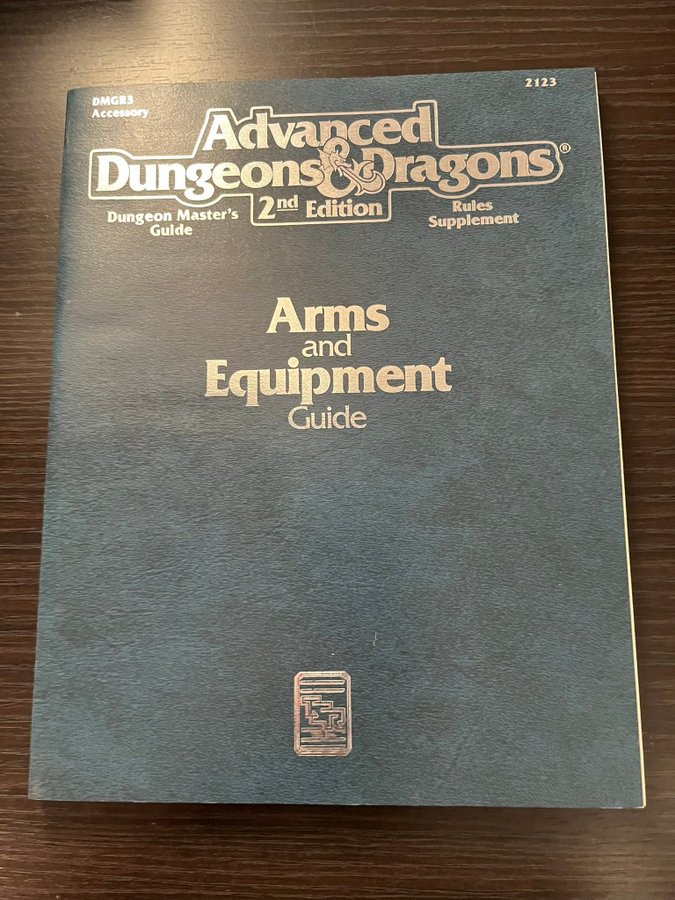 DMGR3
Accessory
2123
Advanced
Dungeons & Dragons®
2nd Edition
Dungeon Master's
Guide
Rules
Supplement
Arms
and
Equipment
Guide
TSR